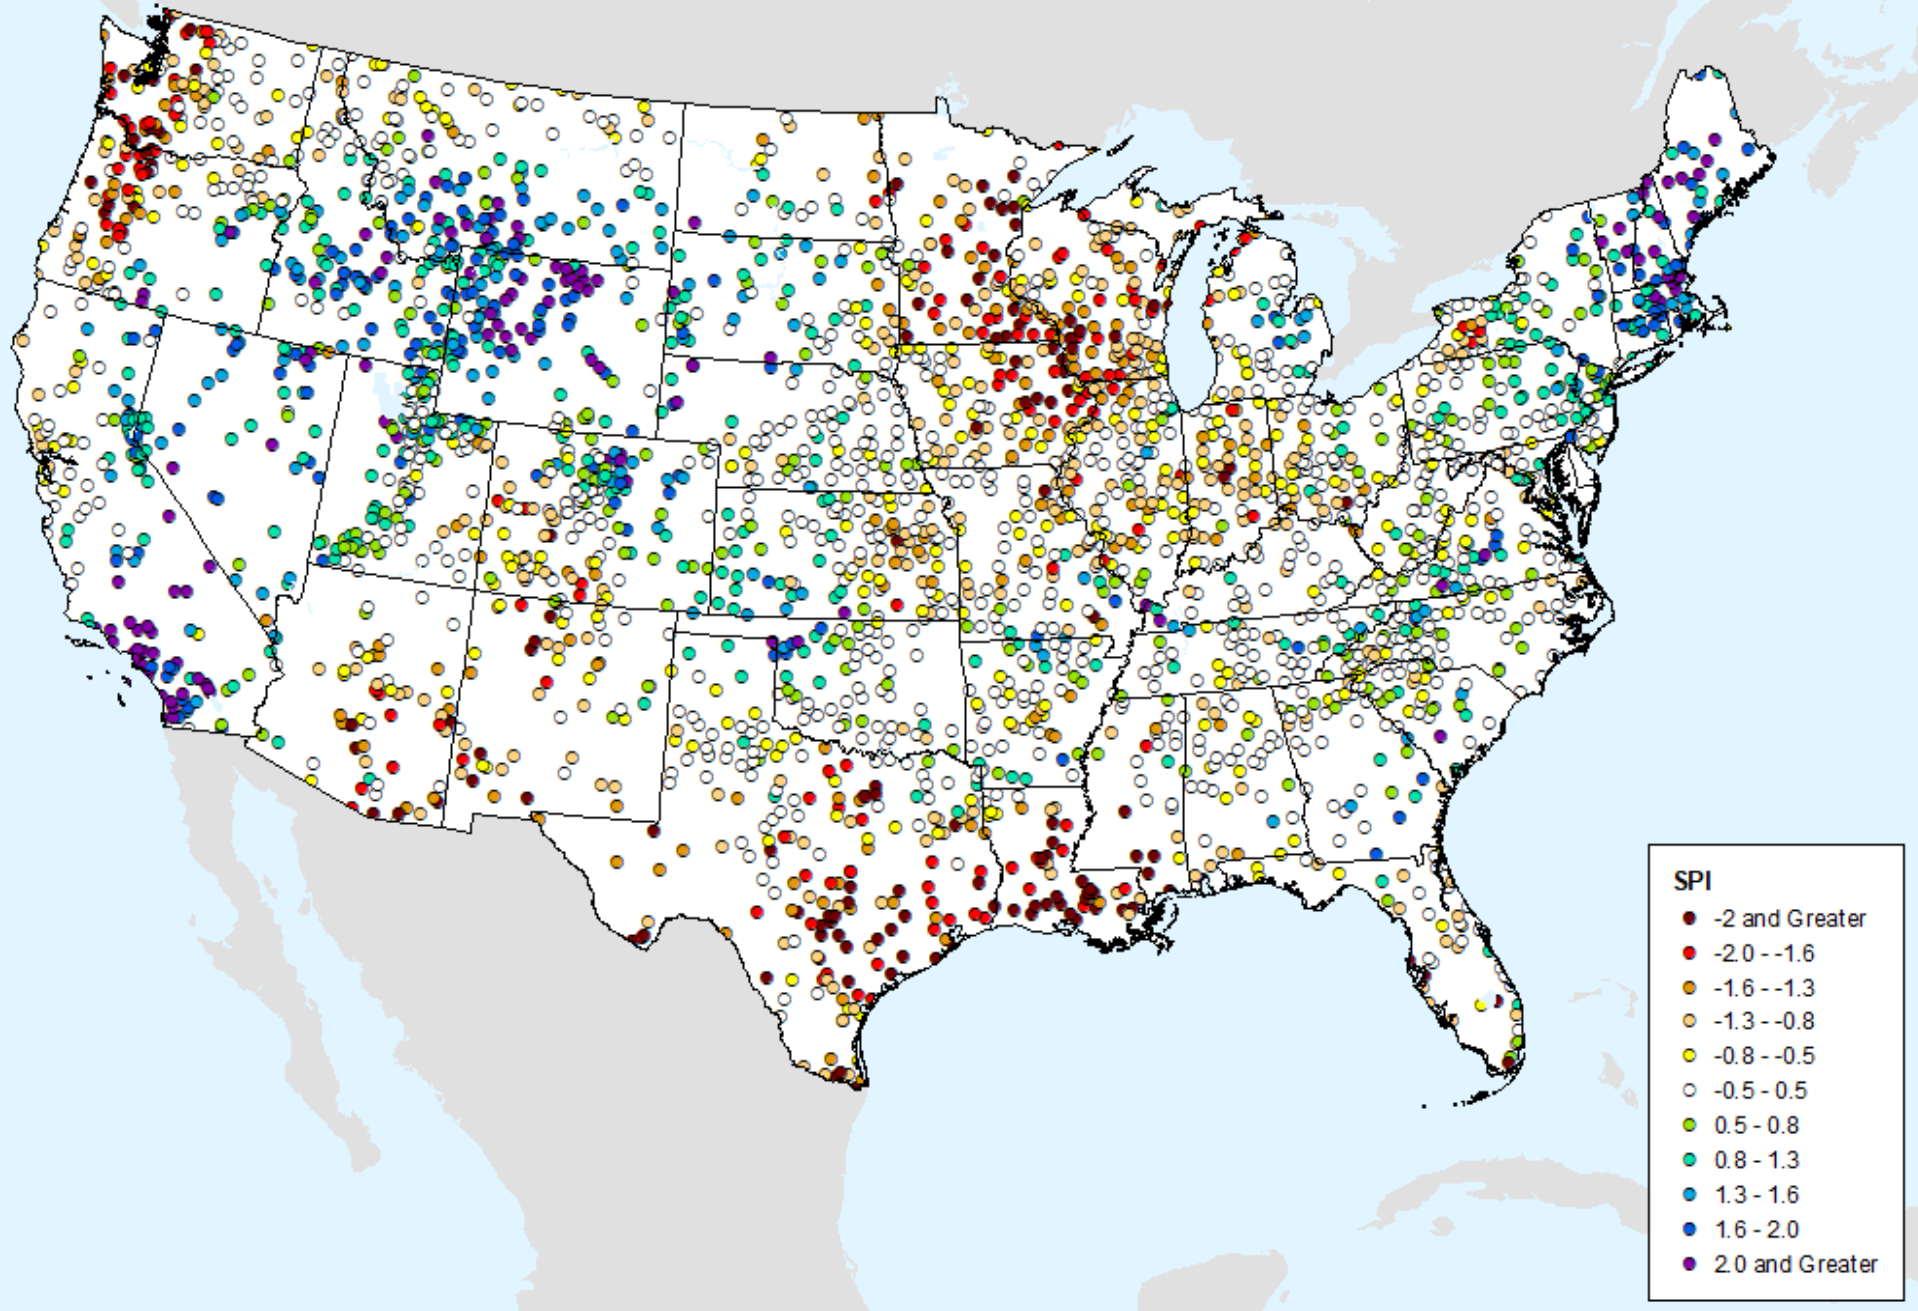 SPI
-2 and Greater
-2.0 - -1.6
-1.6 - -1.3
-1.3 - -0.8
-0.8 - -0.5
-0.5 - 0.5
0.5 - 0.8
0.8 - 1.3
1.3 - 1.6
1.6 - 2.0
2.0 and Greater